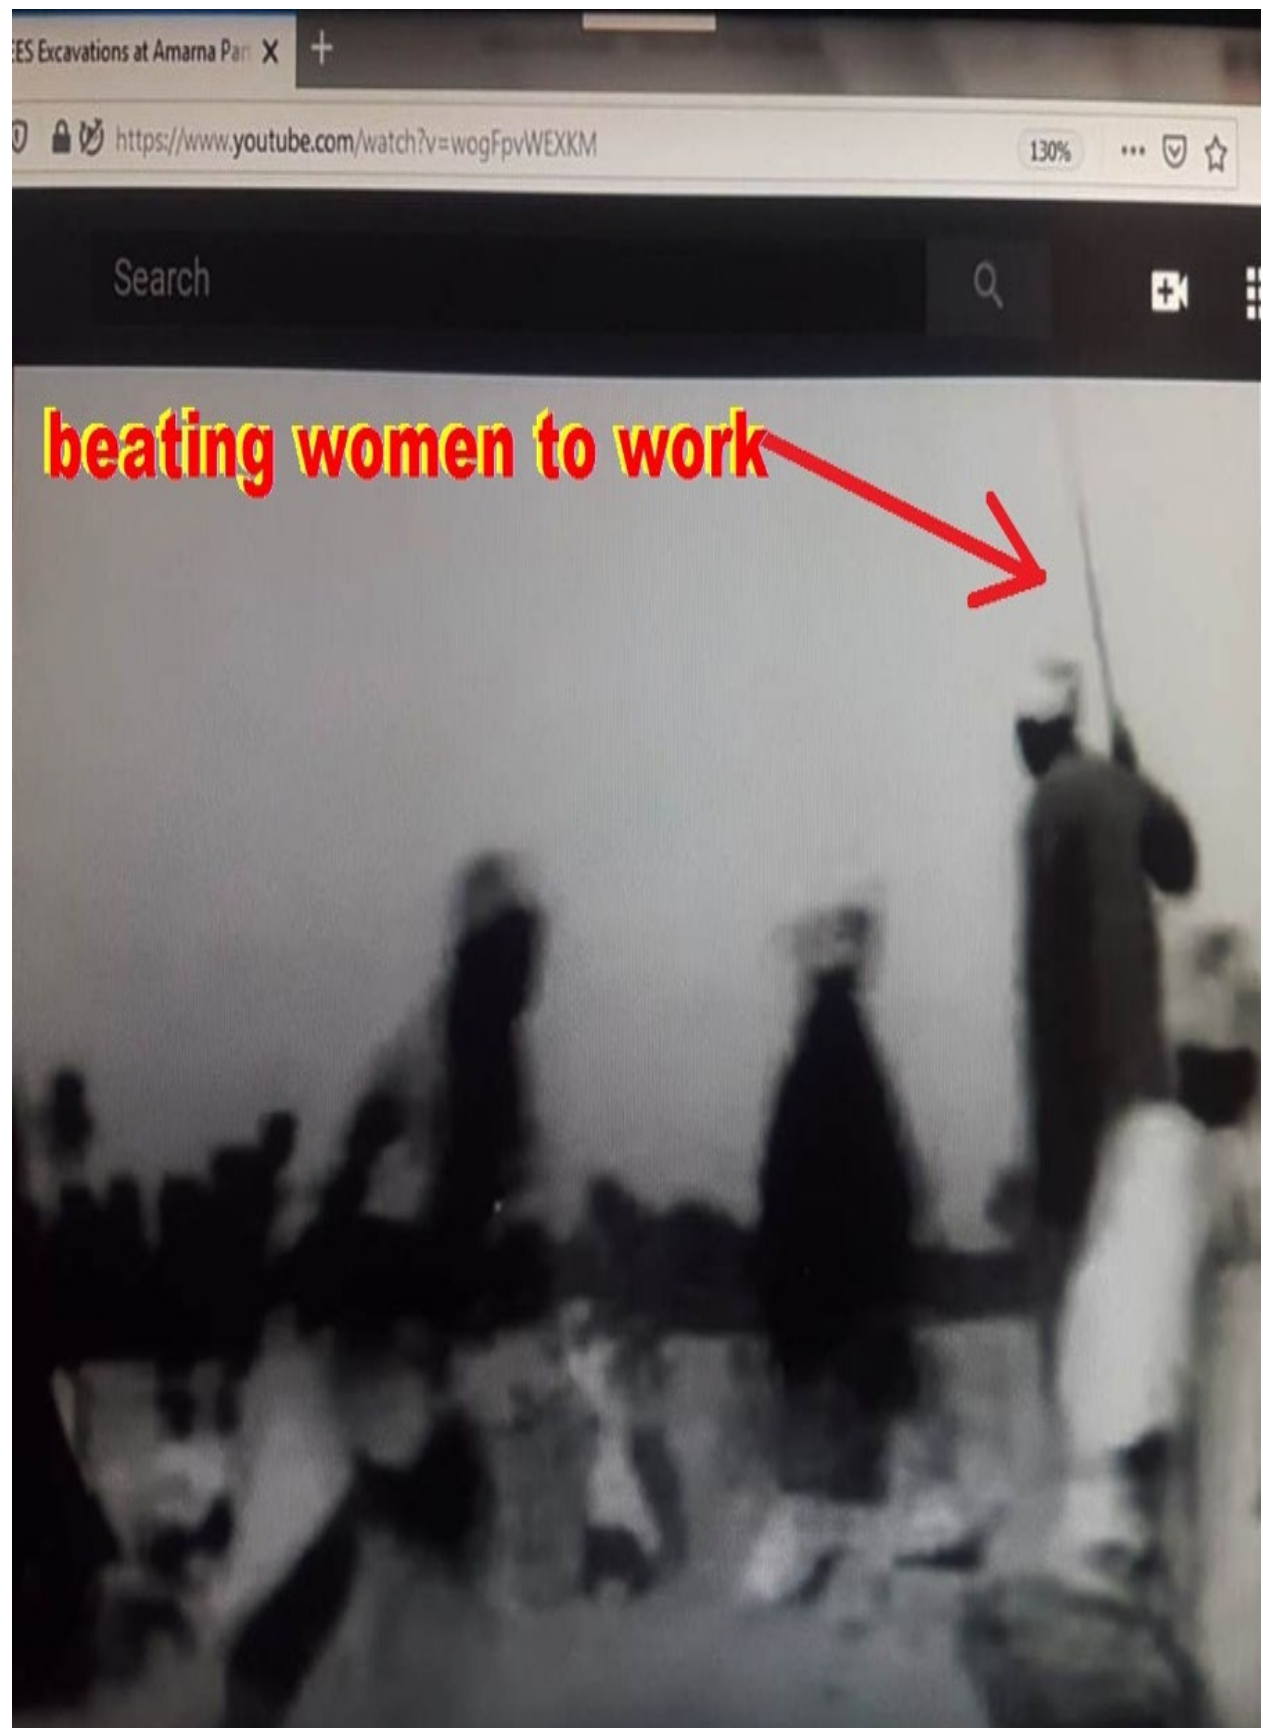 ES Excavations at Amarna Par
https://www.youtube.com/watch?v=wogFpvWEXKM
130%
Search
beating women to work